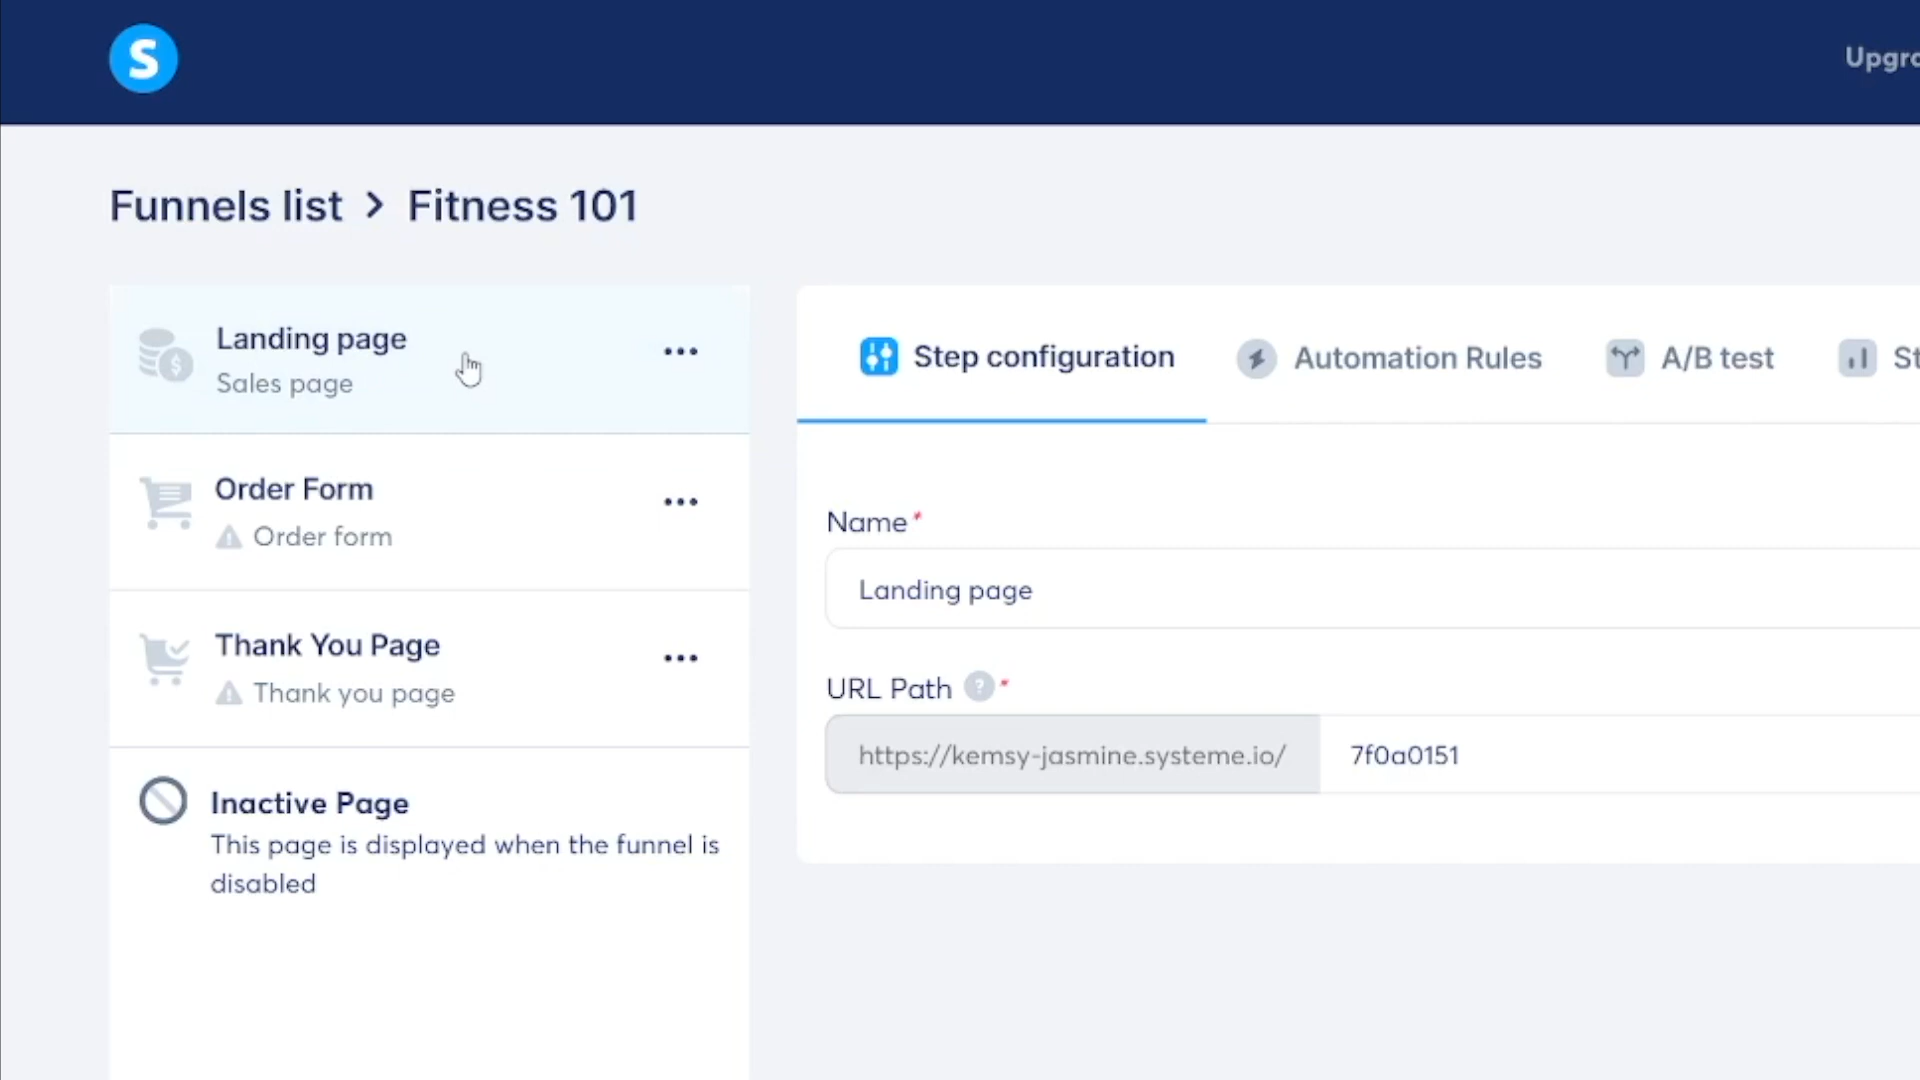 S
Upgra
Funnels list > Fitness 101
Landing page
Sales page
Order Form
Order form
Thank You Page
Thank you page
Inactive Page
This page is displayed when the funnel is
disabled
Step configuration
Automation Rules
A/B test
St
Name*
Landing page
URL Path ? *
https://kemsy-jasmine.systeme.io/
7f0a0151